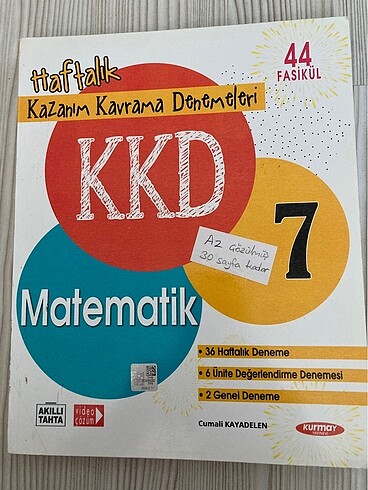 44
FASİKÜL
Haftalık
Kazanım Kavrama Denemeleri
KKD
7
Az Çözülmüş
30 sayfa kadar
Matematik
• 36 Haftalık Deneme
• 6 Ünite Değerlendirme Denemesi
• 2 Genel Deneme
AKILLI
TAHTA
video
çözüm
Cumali KAYADELEN
kurmay